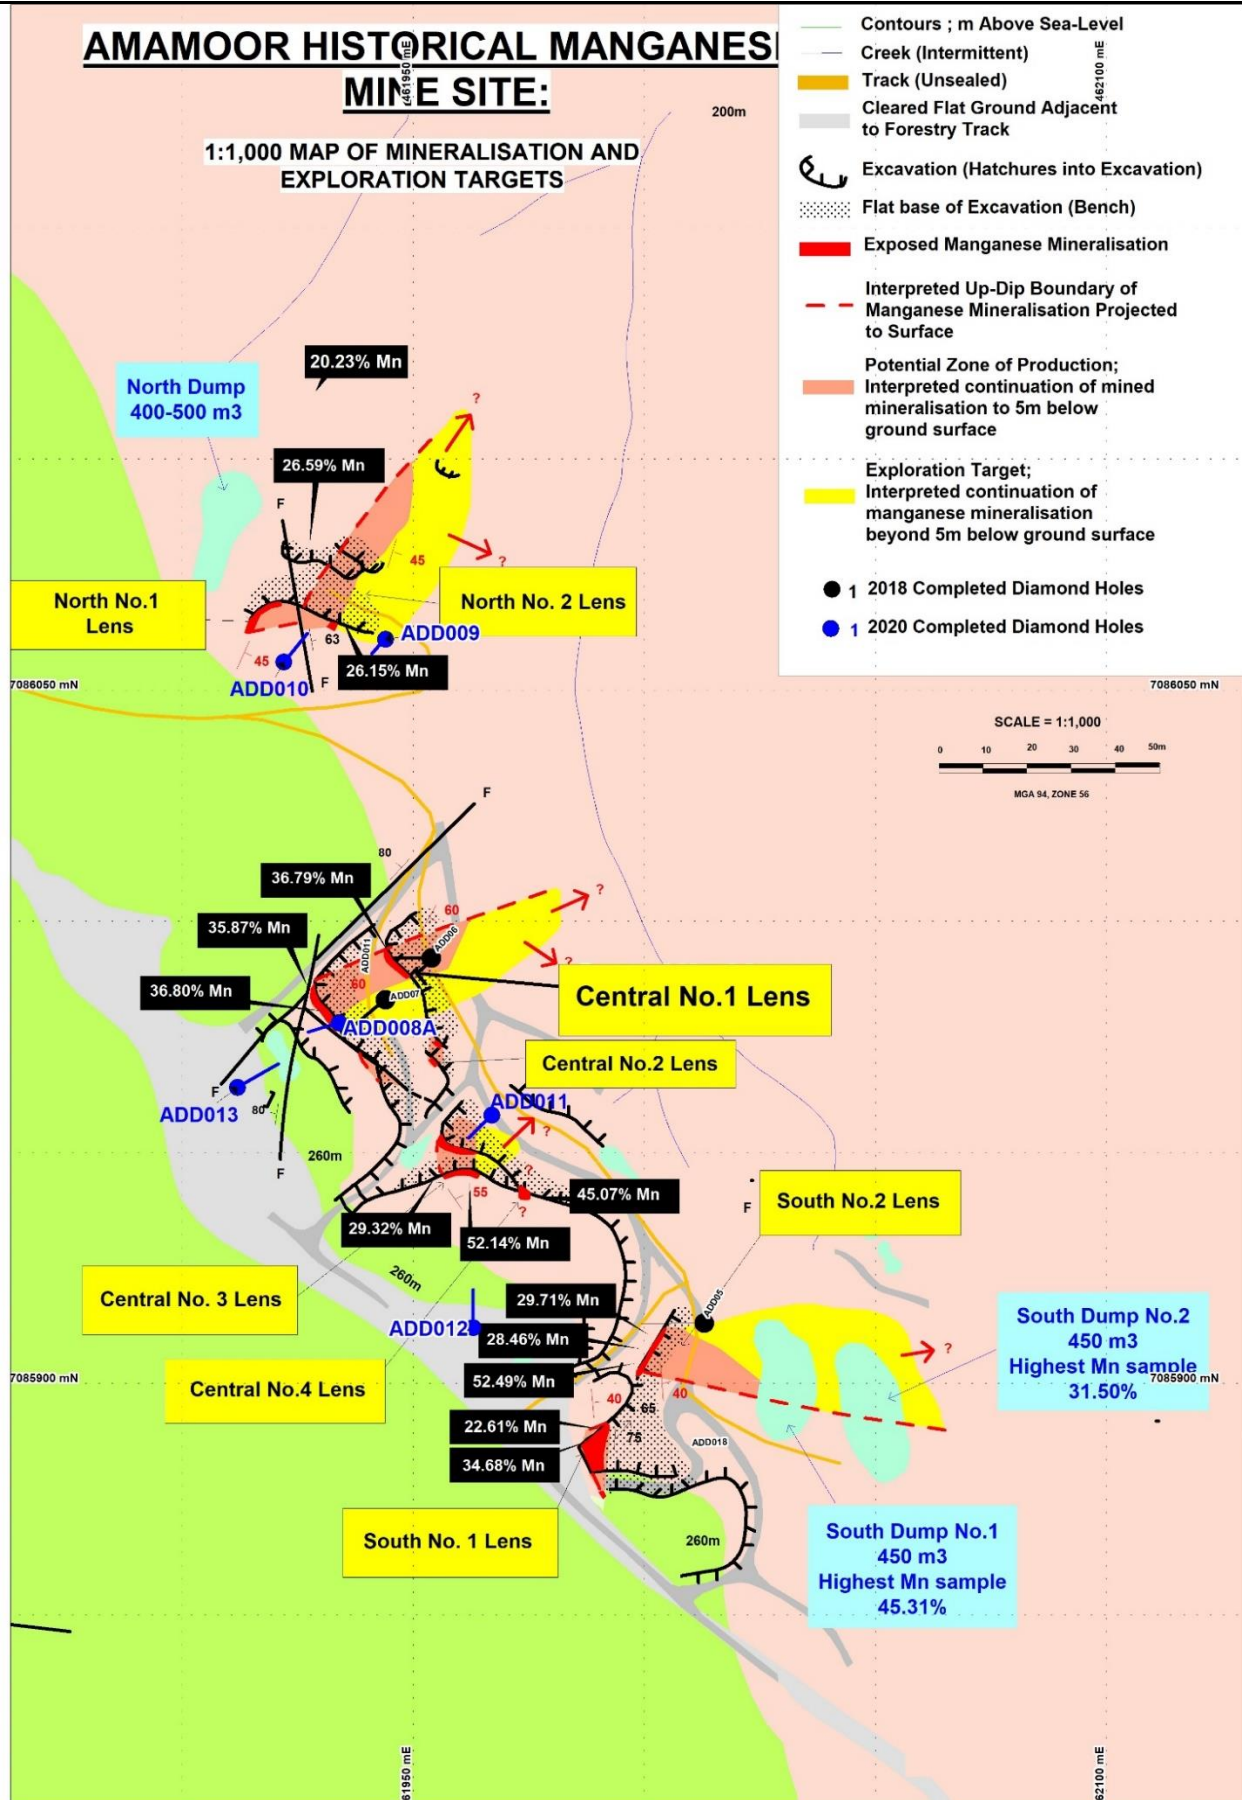 AMAMOOR HISTORICAL MANGANES
MINE SITE:
1:1,000 MAP OF MINERALISATION AND
EXPLORATION TARGETS
461950 mE
200m
Contours ; m Above Sea-Level
Creek (Intermittent)
Track (Unsealed)
462100 mE
Cleared Flat Ground Adjacent
to Forestry Track
Excavation (Hatchures into Excavation)
Flat base of Excavation (Bench)
Exposed Manganese Mineralisation
Interpreted Up-Dip Boundary of
Manganese Mineralisation Projected
to Surface
Potential Zone of Production;
Interpreted continuation of mined
mineralisation to 5m below
ground surface
Exploration Target;
Interpreted continuation of
manganese mineralisation
beyond 5m below ground surface
1 2018 Completed Diamond Holes
1 2020 Completed Diamond Holes
SCALE = 1:1,000
0 10 20 30 40 50m
MGA 94, ZONE 56
20.23% Mn
North Dump
400-500 m3
?
26.59% Mn
F
45
?
North No.1
Lens
North No. 2 Lens
63
ADD009
45
26.15% Mn
ADD010
F
7086050 mN
7086050 mN
F
80
36.79% Mn
60
?
35.87% Mn
ADD011
ADD06
?
36.80% Mn
60
ADD07
Central No.1 Lens
ADD008A
Central No.2 Lens
F
ADD013
80
ADD011
?
260m
F
?
45.07% Mn
55
?
F
South No.2 Lens
29.32% Mn
52.14% Mn
260m
Central No. 3 Lens
29.71% Mn
ADD05
ADD012
28.46% Mn
South Dump No.2
450 m3
Highest Mn sample
31.50%
?
7085900 mN
7085900 mN
52.49% Mn
Central No.4 Lens
40
40
65
22.61% Mn
75
ADD018
34.68% Mn
South No. 1 Lens
260m
South Dump No.1
450 m3
Highest Mn sample
45.31%
461950 mE
462100 mE